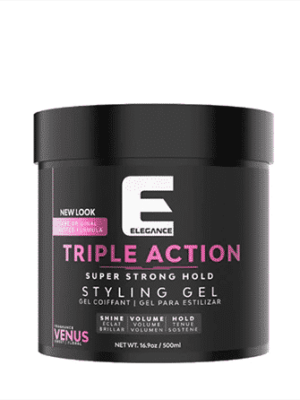 NEW LOOK
E
ELEGANCE
TRIPLE ACTION
SUPER STRONG HOLD
STYLING GEL
GEL COIFFANT | GEL PARA ESTILIZAR
SHINE VOLUME HOLD
ECLAT VOLUME TENUE
BRILLAR VOLUMEN SOSTENE
FRAGRANCE
VENUS
NET WT. 16.9oz / 500ml